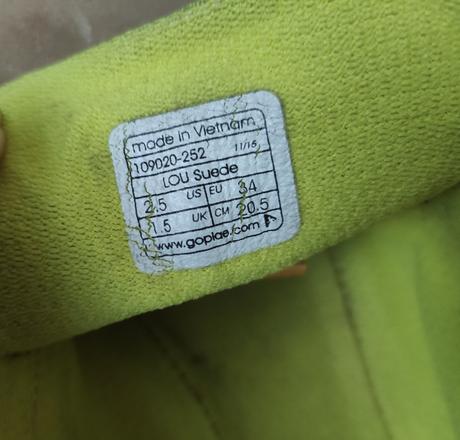 made in Vietnam
109020-252 11/15
LOU Suede
2.5 US EU 34
1.5 UK CM 20.5
www.goplae.com